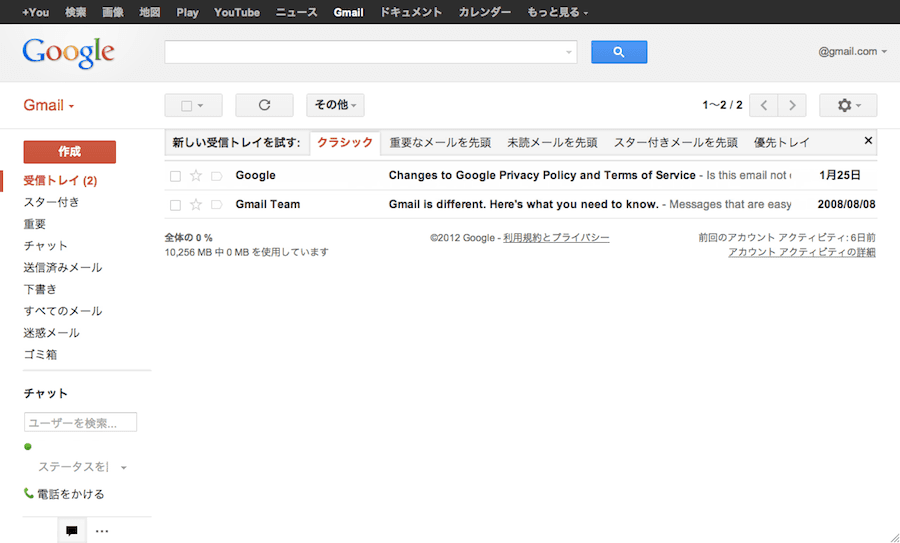 +You 検索 画像 地図 Play YouTube ニュース Gmail ドキュメント カレンダー もっと見る
Google
@gmail.com
Gmail
その他
1～2 / 2
作成
新しい受信トレイを試す: クラシック 重要なメールを先頭 未読メールを先頭 スター付きメールを先頭 優先トレイ ×
受信トレイ (2)
Google Changes to Google Privacy Policy and Terms of Service - Is this email not 1月25日
スター付き
Gmail Team Gmail is different. Here's what you need to know. - Messages that are easy 2008/08/08
重要
チャット
送信済みメール
下書き
すべてのメール
迷惑メール
ゴミ箱
全体の 0 %
10,256 MB 中 0 MB を使用しています
©2012 Google - 利用規約とプライバシー
前回のアカウント アクティビティ: 6日前
アカウント アクティビティの詳細
チャット
ユーザーを検索...
ステータスを
電話をかける